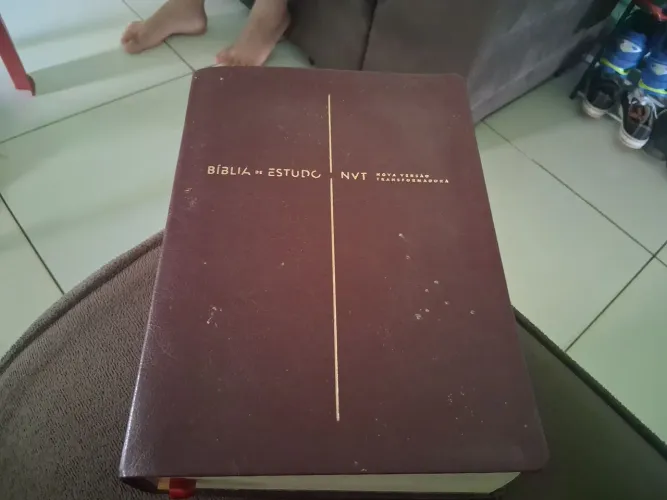 BÍBLIA DE ESTUDO NVT NOVA VERSÃO
TRANSFORMADORA